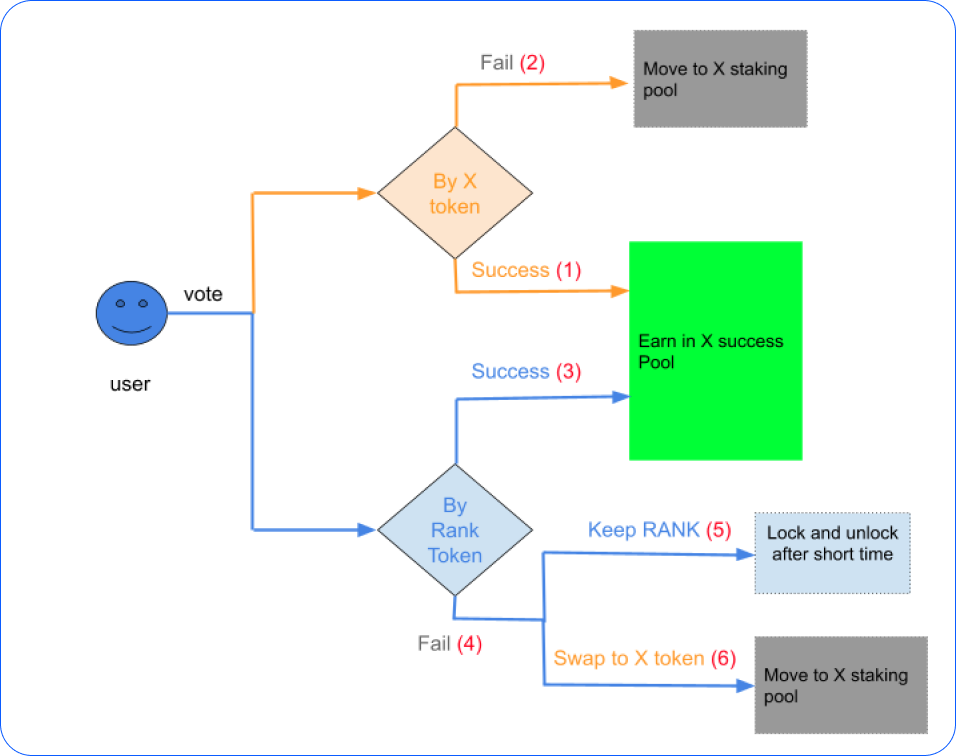 Fail (2)
Move to X staking
pool
By X
token
Success (1)
vote
user
Earn in X success
Pool
Success (3)
By
Rank
Token
Keep RANK (5)
Lock and unlock
after short time
Fail (4)
Swap to X token (6)
Move to X staking
pool